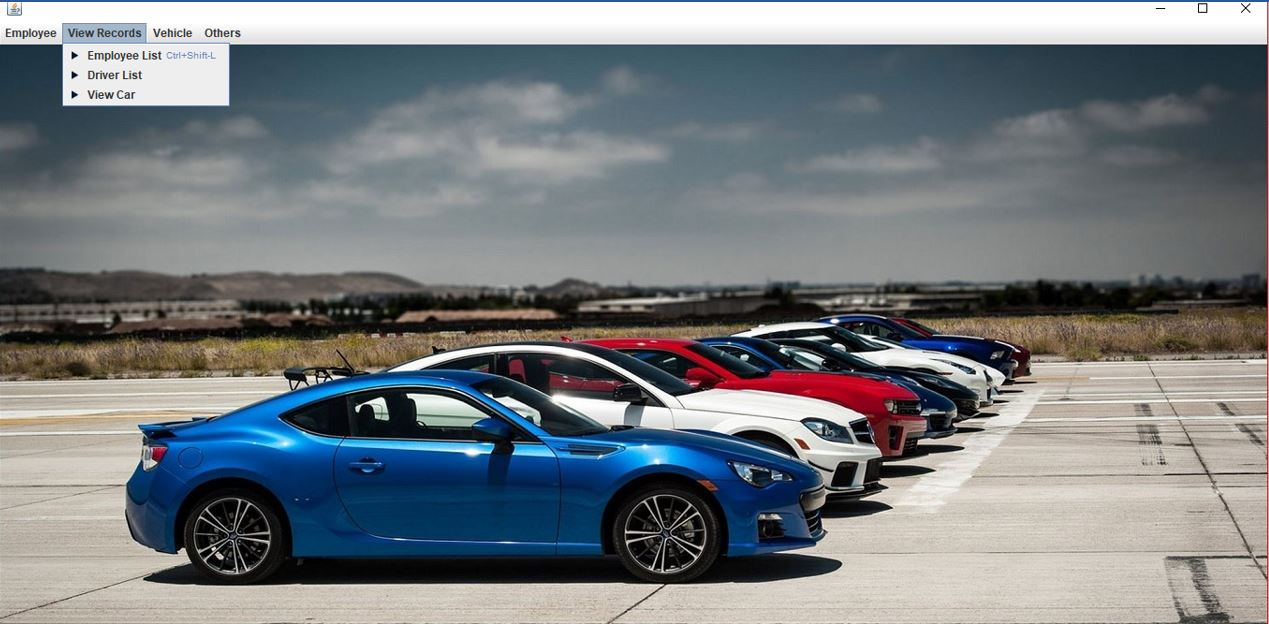 Employee View Records Vehicle Others
Employee List Ctrl+Shift-L
Driver List
View Car